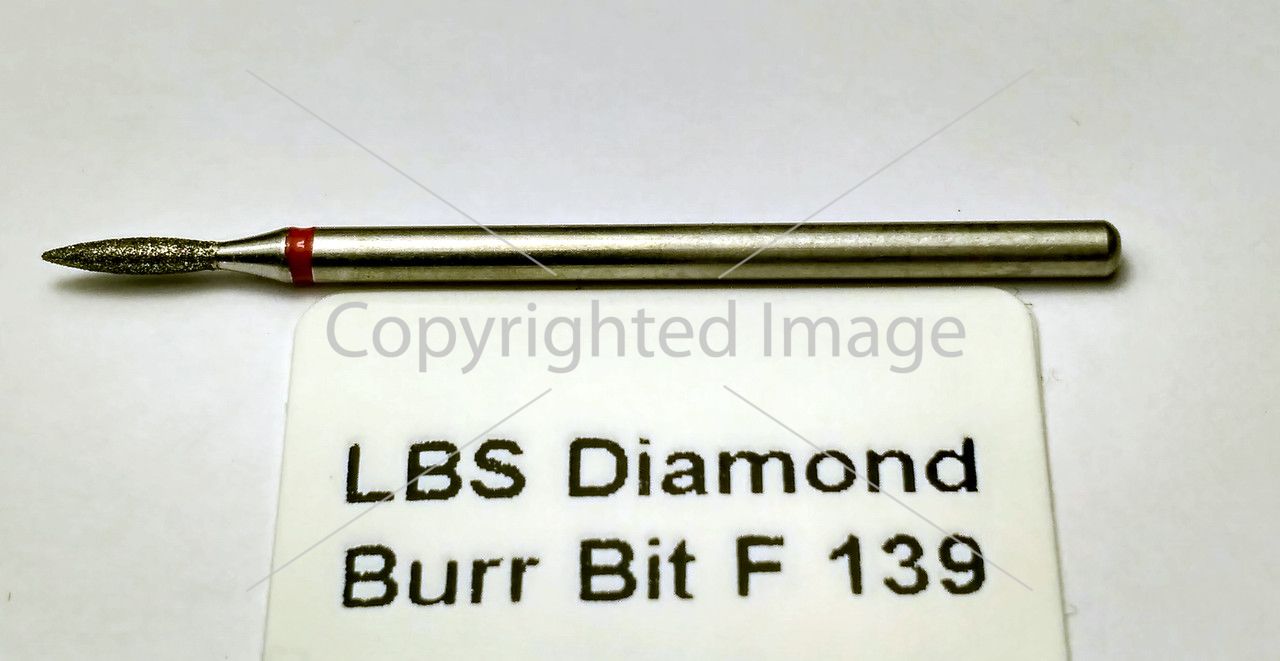 Copyrighted Image
LBS Diamond
Burr Bit F 139